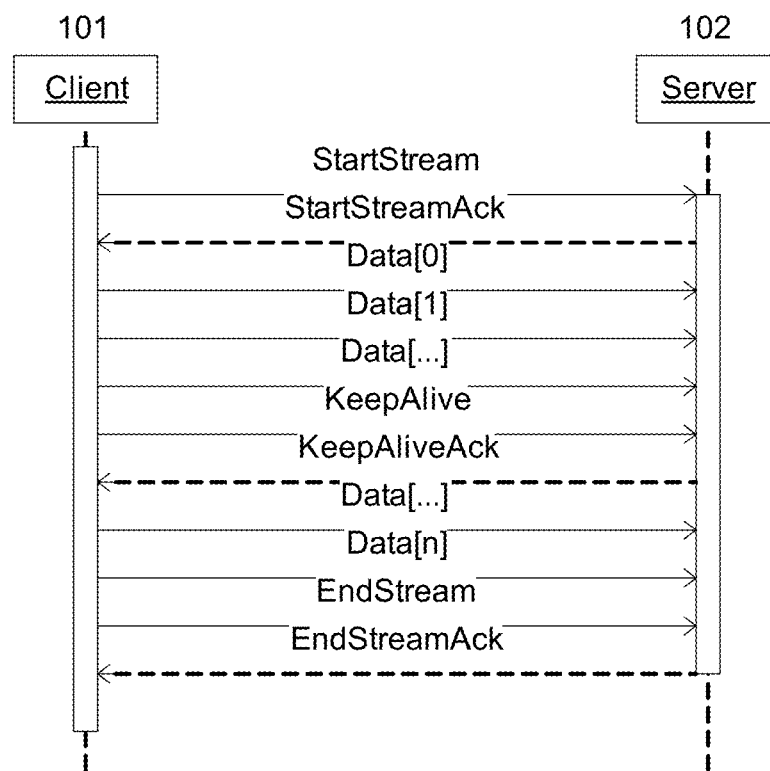 101 102
Client Server
StartStream
StartStreamAck
Data[0]
Data[1]
Data[...]
KeepAlive
KeepAliveAck
Data[...]
Data[n]
EndStream
EndStreamAck